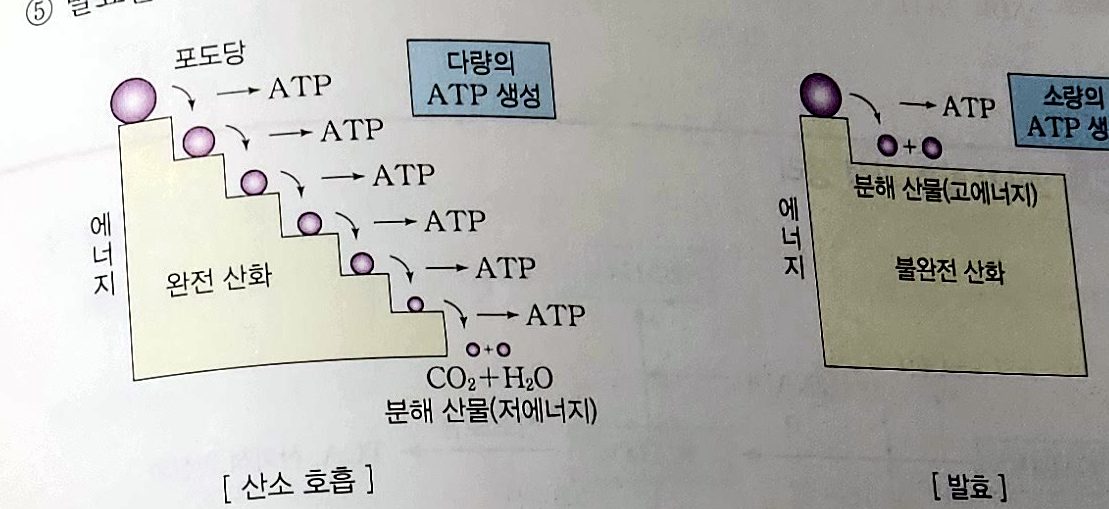 ⑤
포도당
→ ATP
다량의
ATP 생성
→ ATP
→ ATP
→ ATP
→ ATP
→ ATP
에너지
완전 산화
CO₂+H₂O
분해 산물(저에너지)
[ 산소 호흡 ]
→ ATP
소량의
ATP 생
분해 산물(고에너지)
에너지
불완전 산화
[ 발효 ]